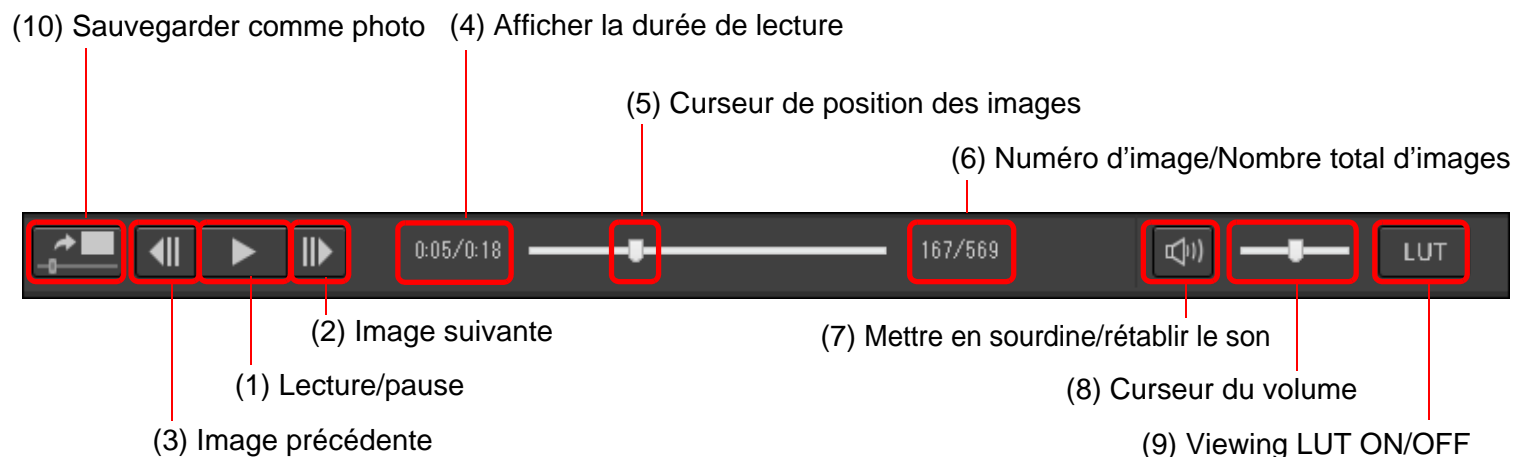 (10) Sauvegarder comme photo
(4) Afficher la durée de lecture
(5) Curseur de position des images
(6) Numéro d’image/Nombre total d’images
0:05/0:18
167/569
LUT
(2) Image suivante
(7) Mettre en sourdine/rétablir le son
(1) Lecture/pause
(8) Curseur du volume
(3) Image précédente
(9) Viewing LUT ON/OFF